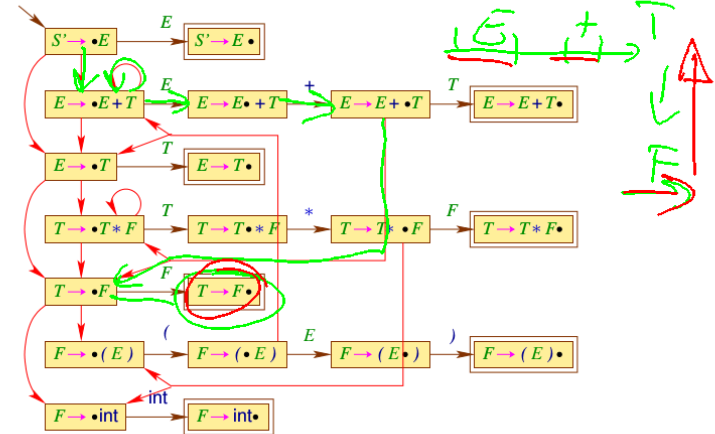 E
S'→•E
S'→E•
E + T
E
+
T
E→•E+T
E→E•+T
E→E+•T
E→E+T•
F
T
E→•T
E→T•
T
*
F
T→•T*F
T→T•*F
T→T*•F
T→T*F•
F
T→•F
T→F•
(
E
)
F→•(E)
F→(•E)
F→(E•)
F→(E)•
int
F→•int
F→int•